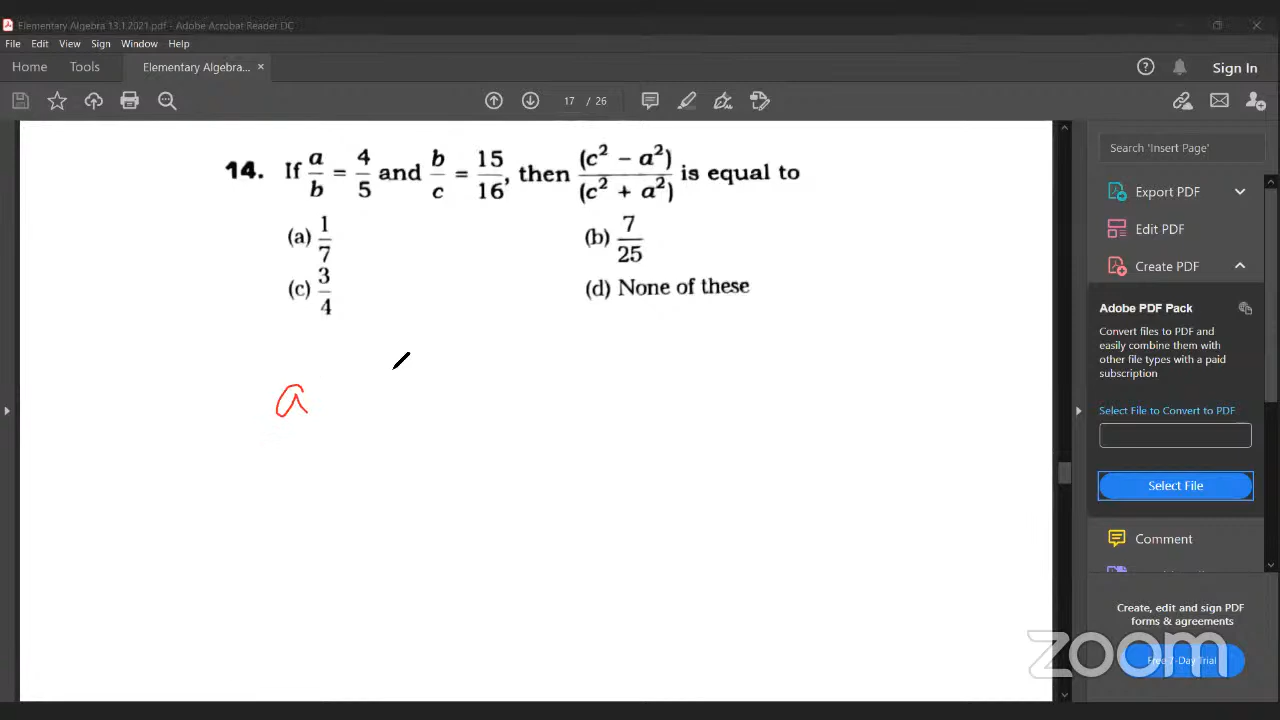 Elementary Algebra 13.1.2021.pdf - Adobe Acrobat Reader DC
File Edit View Sign Window Help
Home Tools Elementary Algebra... × Sign In
17 / 26
14. If a/b = 4/5 and b/c = 15/16, then (c² − a²)/(c² + a²) is equal to
(a) 1/7 (b) 7/25
(c) 3/4 (d) None of these
a
Search 'Insert Page'
Export PDF
Edit PDF
Create PDF
Adobe PDF Pack
Convert files to PDF and
easily combine them with
other file types with a paid
subscription
Select File to Convert to PDF
Select File
Comment
Create, edit and sign PDF
forms & agreements
Free 7-Day Trial
zoom